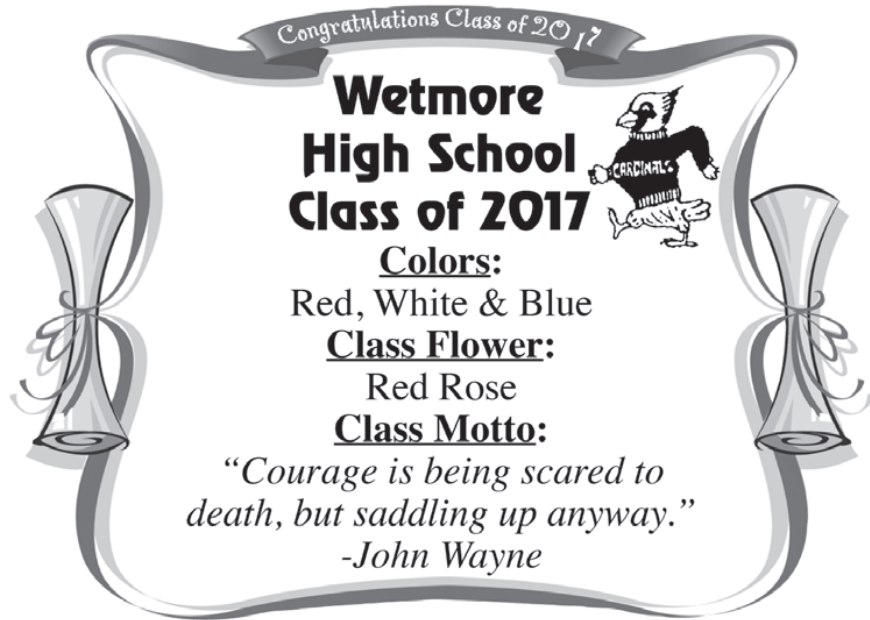 Congratulations Class of 2017
Wetmore
High School
Class of 2017
CARDINALS
Colors:
Red, White & Blue
Class Flower:
Red Rose
Class Motto:
“Courage is being scared to
death, but saddling up anyway.”
-John Wayne